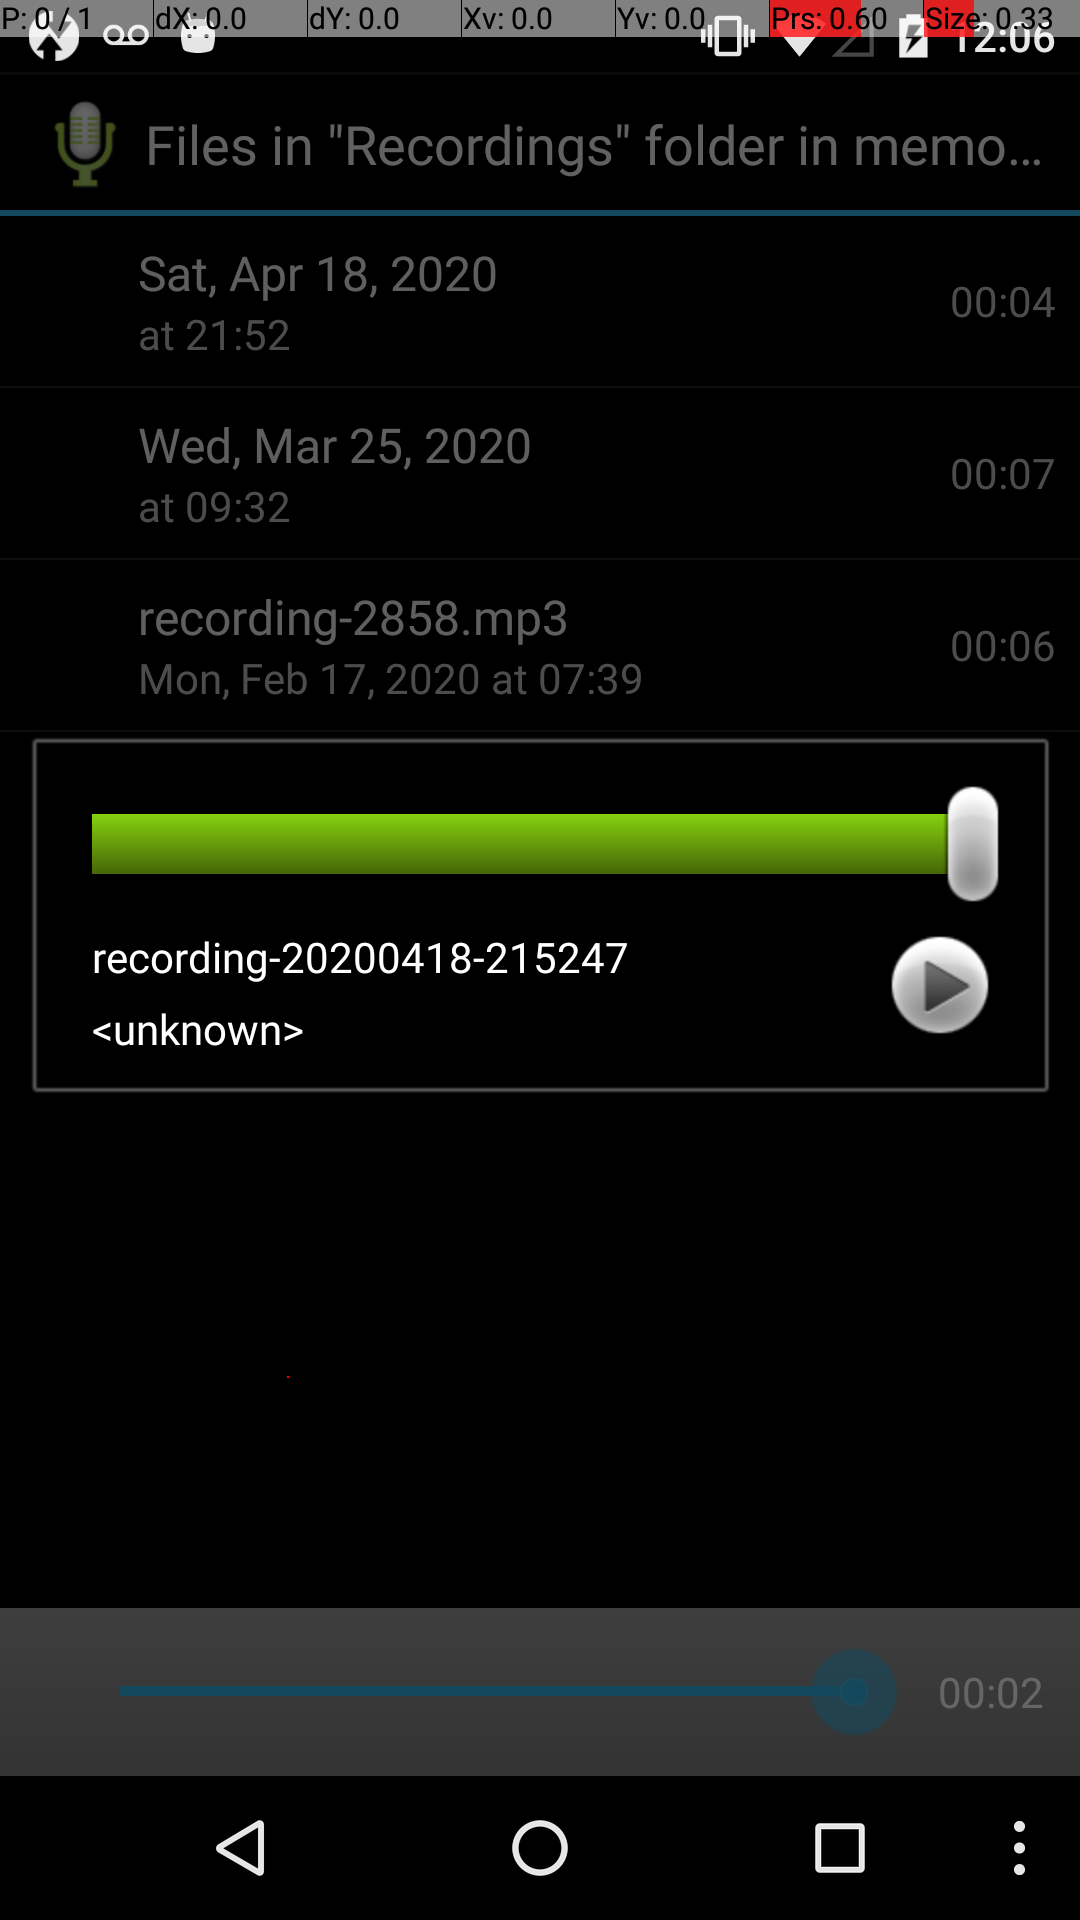 P: 0 / 1 dX: 0.0 dY: 0.0 Xv: 0.0 Yv: 0.0 Prs: 0.60 Size: 0.33
12:06
Files in "Recordings" folder in memo...
Sat, Apr 18, 2020
at 21:52
00:04
Wed, Mar 25, 2020
at 09:32
00:07
recording-2858.mp3
Mon, Feb 17, 2020 at 07:39
00:06
recording-20200418-215247
<unknown>
00:02